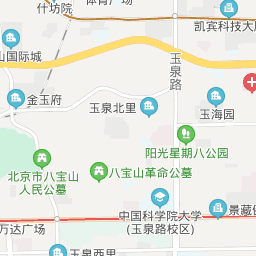 体育广场
什坊院
凯宾科技大厦
山国际城
玉泉路
金玉府
玉泉北里
玉海园
阳光星期八公园
北京市八宝山
人民公墓
八宝山革命公墓
中国科学院大学
(玉泉路校区)
景藏健
万达广场
玉泉西里